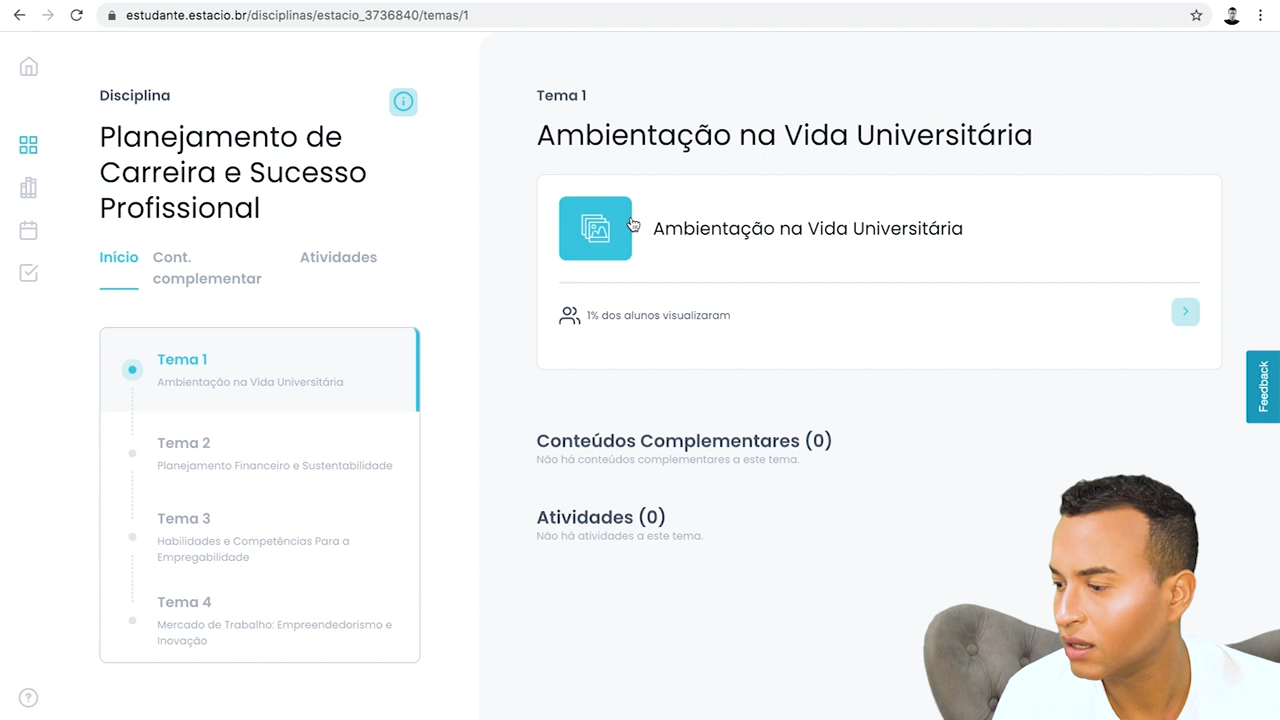 estudante.estacio.br/disciplinas/estacio_3736840/temas/1
Disciplina
Planejamento de
Carreira e Sucesso
Profissional
Início
Cont.
complementar
Atividades
Tema 1
Ambientação na Vida Universitária
Tema 2
Planejamento Financeiro e Sustentabilidade
Tema 3
Habilidades e Competências Para a
Empregabilidade
Tema 4
Mercado de Trabalho: Empreendedorismo e
Inovação
Tema 1
Ambientação na Vida Universitária
Ambientação na Vida Universitária
1% dos alunos visualizaram
Conteúdos Complementares (0)
Não há conteúdos complementares a este tema.
Atividades (0)
Não há atividades a este tema.
Feedback